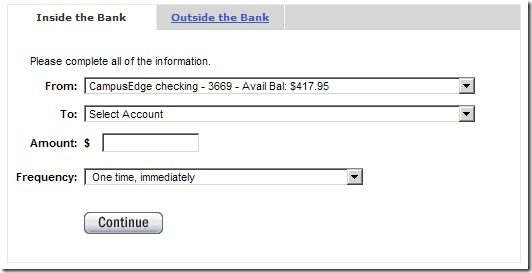 Inside the Bank Outside the Bank
Please complete all of the information.
From: CampusEdge checking - 3669 - Avail Bal: $417.95
To: Select Account
Amount: $
Frequency: One time, immediately
Continue